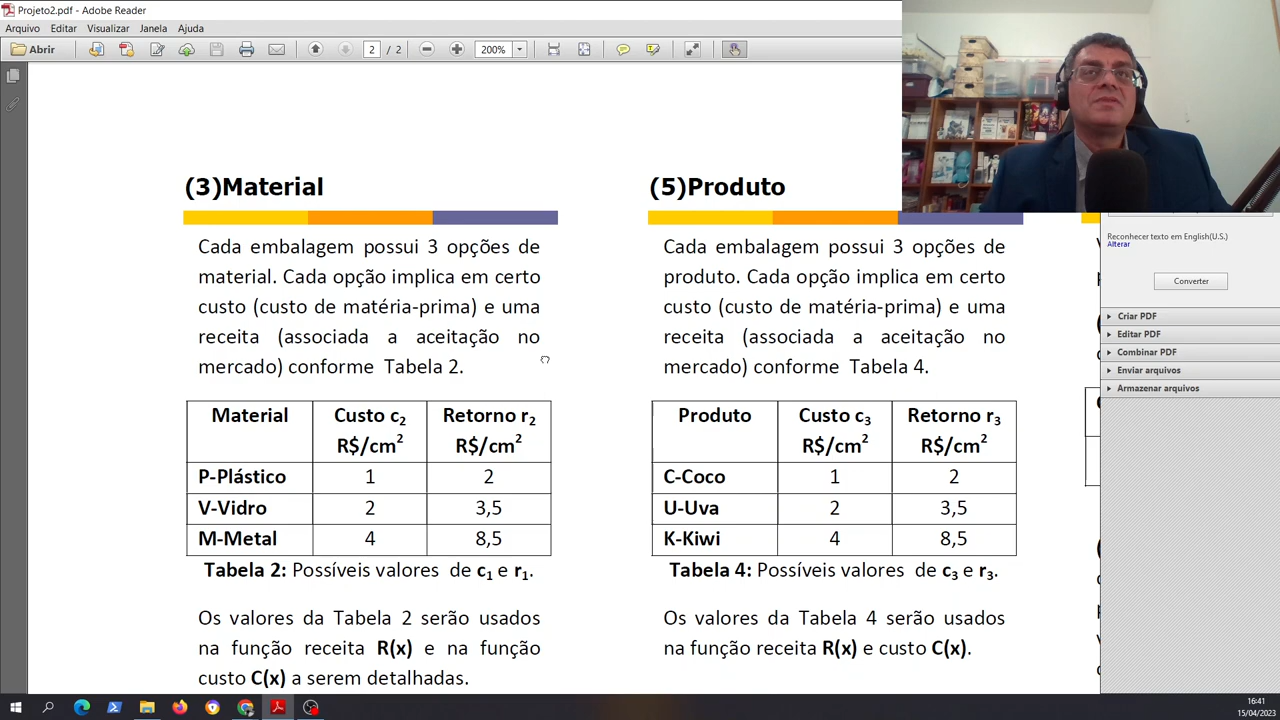 Projeto2.pdf - Adobe Reader
Arquivo Editar Visualizar Janela Ajuda
Abrir 2 / 2 200%
(3)Material
Cada embalagem possui 3 opções de
material. Cada opção implica em certo
custo (custo de matéria-prima) e uma
receita (associada a aceitação no
mercado) conforme Tabela 2.
Material Custo c2 Retorno r2
R$/cm2 R$/cm2
P-Plástico 1 2
V-Vidro 2 3,5
M-Metal 4 8,5
Tabela 2: Possíveis valores de c1 e r1.
Os valores da Tabela 2 serão usados
na função receita R(x) e na função
custo C(x) a serem detalhadas.
(5)Produto
Cada embalagem possui 3 opções de
produto. Cada opção implica em certo
custo (custo de matéria-prima) e uma
receita (associada a aceitação no
mercado) conforme Tabela 4.
Produto Custo c3 Retorno r3
R$/cm2 R$/cm2
C-Coco 1 2
U-Uva 2 3,5
K-Kiwi 4 8,5
Tabela 4: Possíveis valores de c3 e r3.
Os valores da Tabela 4 serão usados
na função receita R(x) e custo C(x).
Reconhecer texto em English(U.S.)
Alterar
Converter
Criar PDF
Editar PDF
Combinar PDF
Enviar arquivos
Armazenar arquivos
16:41
15/04/2023